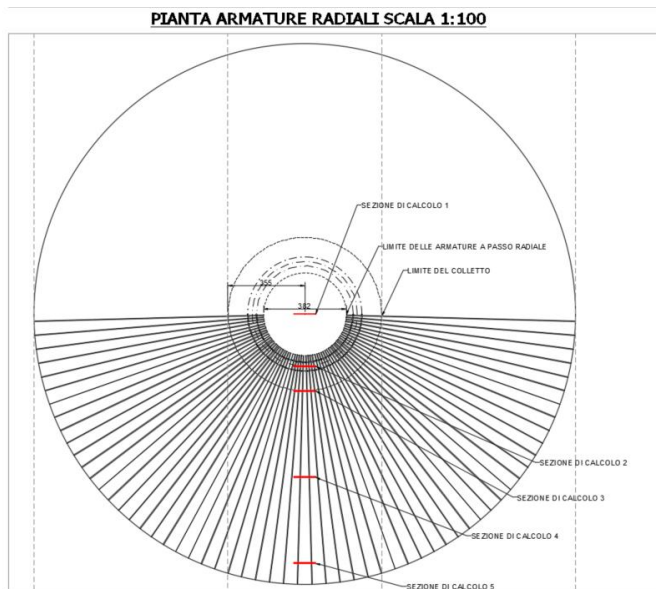 PIANTA ARMATURE RADIALI SCALA 1:100
SEZIONE DI CALCOLO 1
LIMITE DELLE ARMATURE A PASSO RADIALE
LIMITE DEL COLLETTO
355
382
SEZIONE DI CALCOLO 2
SEZIONE DI CALCOLO 3
SEZIONE DI CALCOLO 4
SEZIONE DI CALCOLO 5